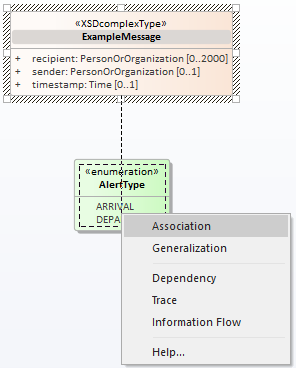 «XSDcomplexType»
ExampleMessage
+ recipient: PersonOrOrganization [0..2000]
+ sender: PersonOrOrganization [0..1]
+ timestamp: Time [0..1]
«enumeration»
AlertType
ARRIVAL
DEPA
Association
Generalization
Dependency
Trace
Information Flow
Help...